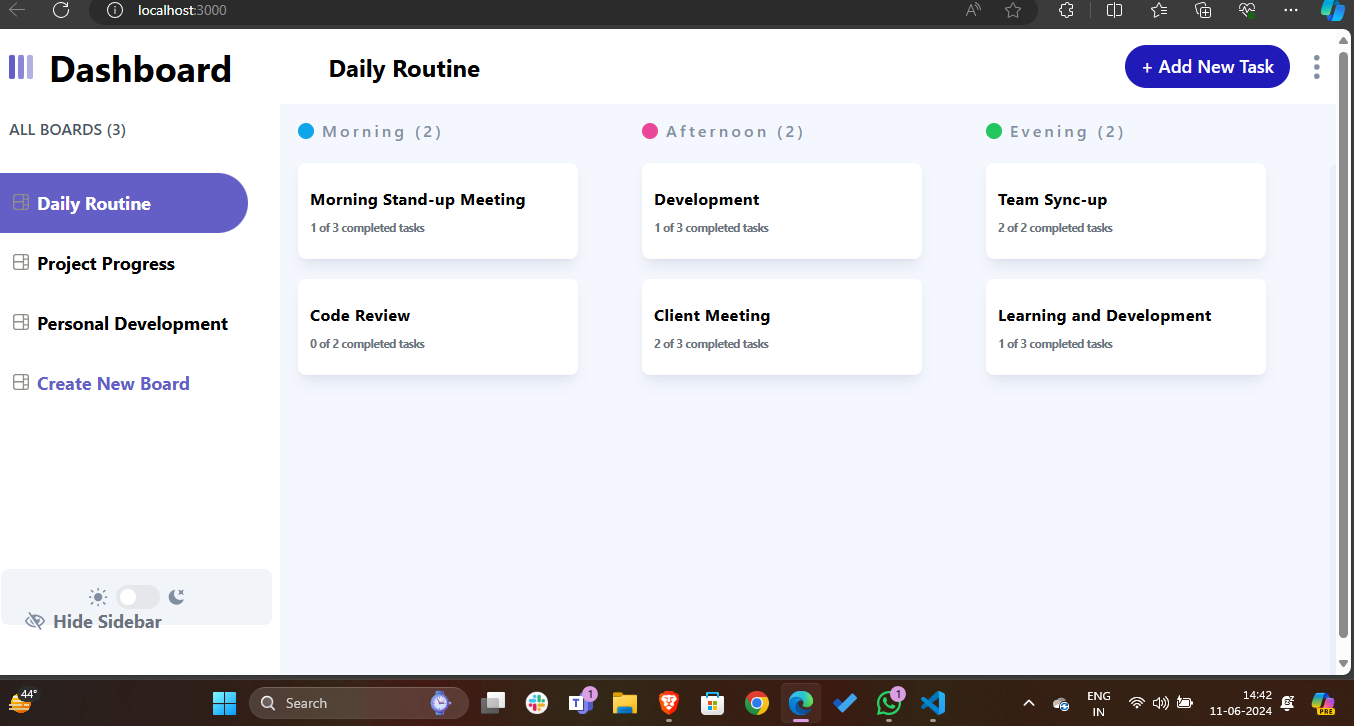 localhost:3000
Dashboard
Daily Routine
+ Add New Task
ALL BOARDS (3)
Daily Routine
Project Progress
Personal Development
Create New Board
Hide Sidebar
Morning (2)
Morning Stand-up Meeting
1 of 3 completed tasks
Code Review
0 of 2 completed tasks
Afternoon (2)
Development
1 of 3 completed tasks
Client Meeting
2 of 3 completed tasks
Evening (2)
Team Sync-up
2 of 2 completed tasks
Learning and Development
1 of 3 completed tasks
44°
Search
1
1
ENG
IN
14:42
11-06-2024
PRE